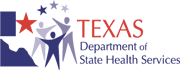 TEXAS
Department of
State Health Services